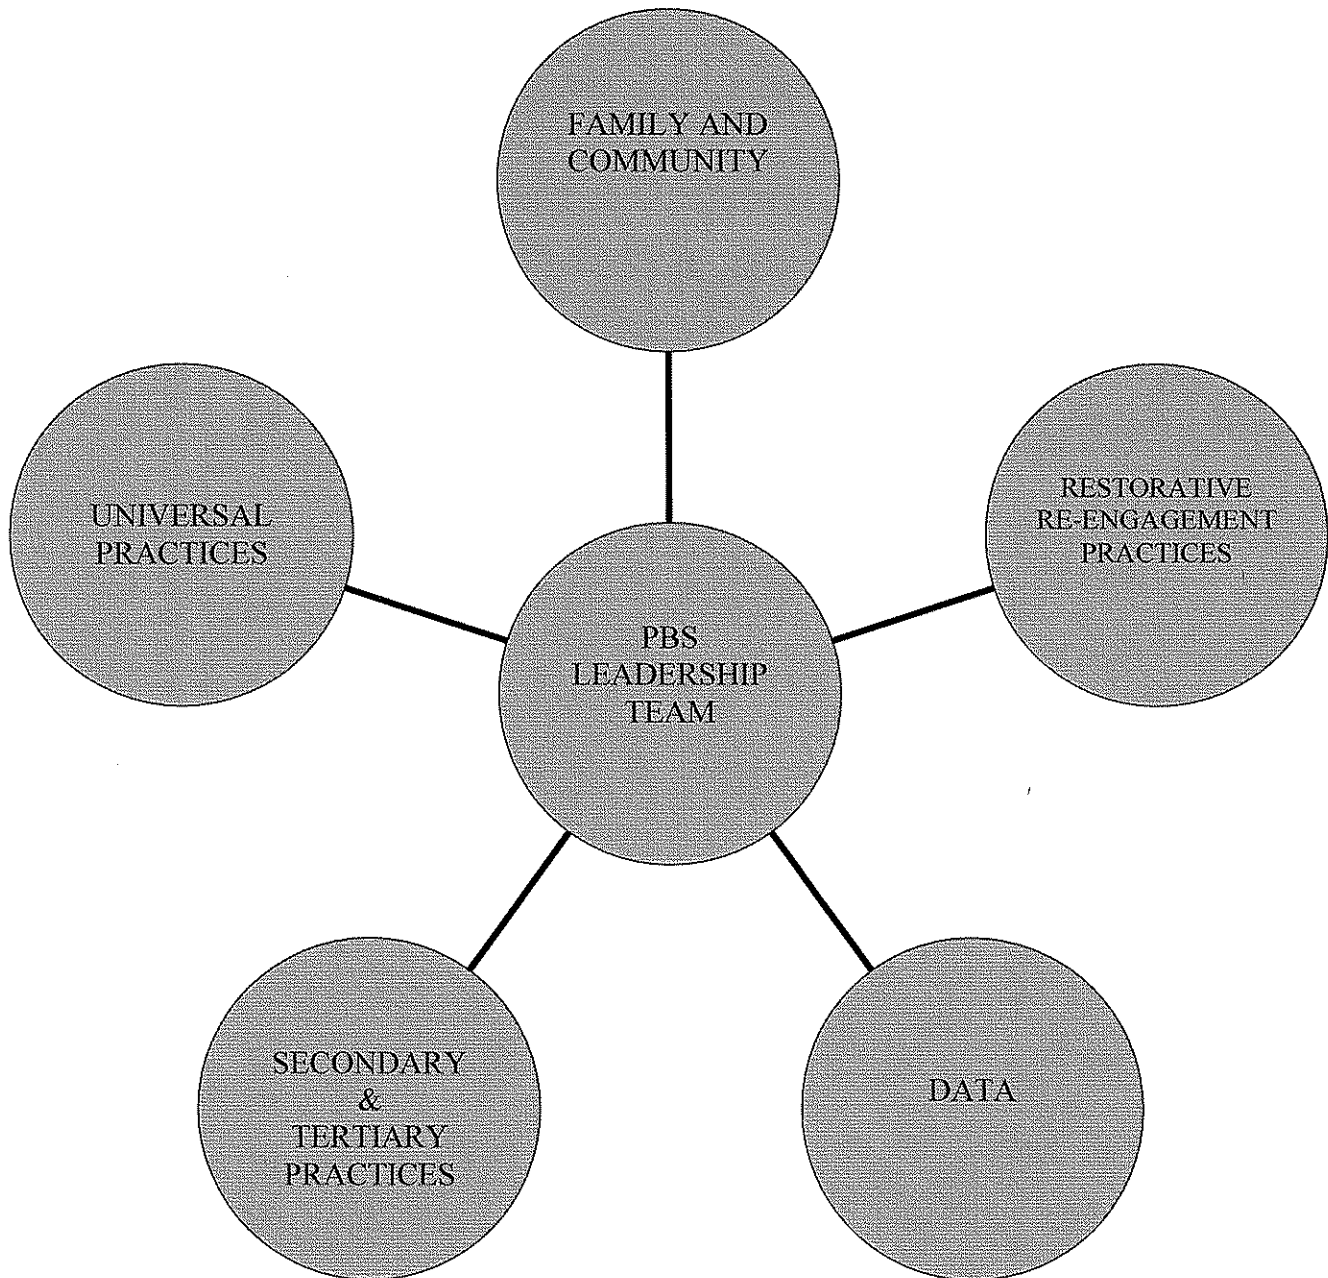 FAMILY AND
COMMUNITY
UNIVERSAL
PRACTICES
RESTORATIVE
RE-ENGAGEMENT
PRACTICES
PBS
LEADERSHIP
TEAM
SECONDARY
&
TERTIARY
PRACTICES
DATA